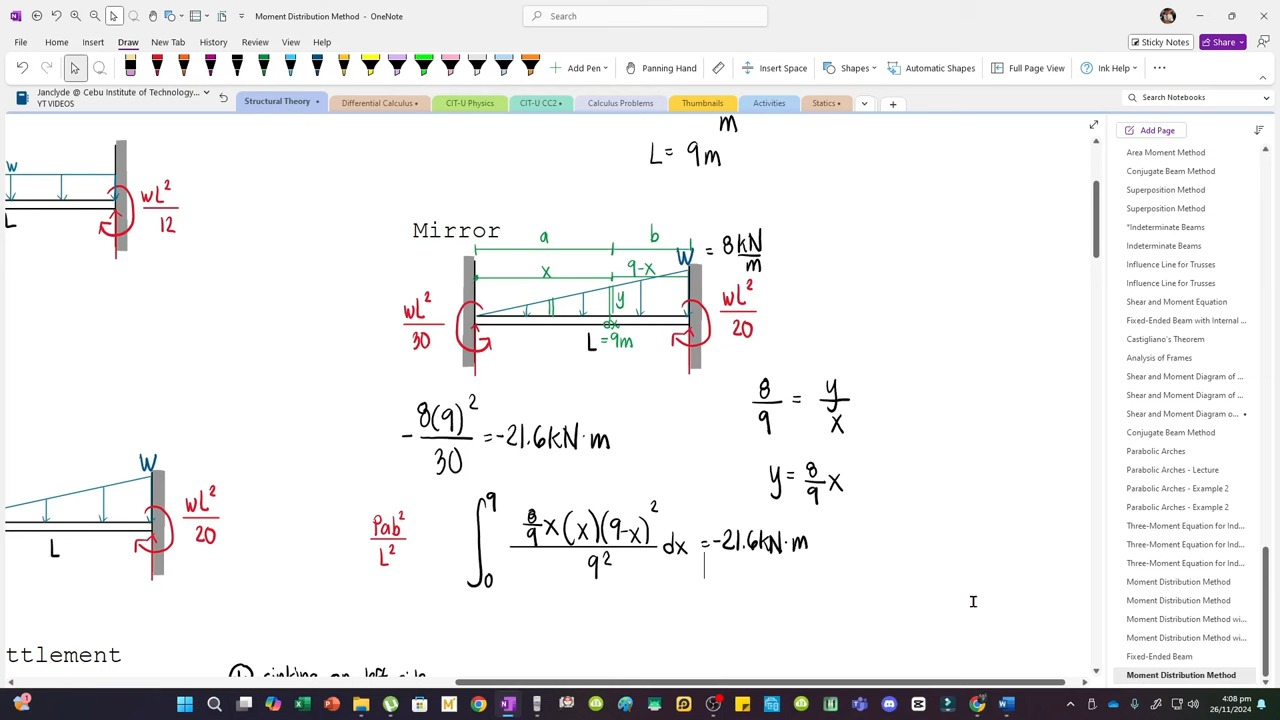 Moment Distribution Method - OneNote
Search
File Home Insert Draw New Tab History Review View Help
Sticky Notes
Share
Add Pen
Panning Hand
Insert Space
Shapes
Automatic Shapes
Full Page View
Ink Help
Janclyde @ Cebu Institute of Technology...
YT VIDEOS
Structural Theory
Differential Calculus
CIT-U Physics
CIT-U CC2
Calculus Problems
Thumbnails
Activities
Statics
Search Notebooks
Add Page
Area Moment Method
Conjugate Beam Method
Superposition Method
Superposition Method
*Indeterminate Beams
Indeterminate Beams
Influence Line for Trusses
Influence Line for Trusses
Shear and Moment Equation
Fixed-Ended Beam with Internal ...
Castigliano's Theorem
Analysis of Frames
Shear and Moment Diagram of ...
Shear and Moment Diagram of ...
Shear and Moment Diagram o...
Conjugate Beam Method
Parabolic Arches
Parabolic Arches - Lecture
Parabolic Arches - Example 2
Parabolic Arches - Example 2
Three-Moment Equation for Ind...
Three-Moment Equation for Ind...
Three-Moment Equation for Ind...
Moment Distribution Method
Moment Distribution Method
Moment Distribution Method wi...
Moment Distribution Method wi...
Fixed-Ended Beam
Moment Distribution Method
m
L= 9m
w
wL²/12
L
Mirror
a b
W = 8 kN/m
x 9-x
y
dx
wL²/30
wL²/20
L =9m
-8(9)²/30 =-21.6kN·m
8/9 = y/x
y= 8/9 x
W
wL²/20
L
Pab²/L²
∫₀⁹ 8/9 x(x)(9-x)²/9² dx =-21.6kN·m
ttlement
sinking on left side
4:08 pm
26/11/2024